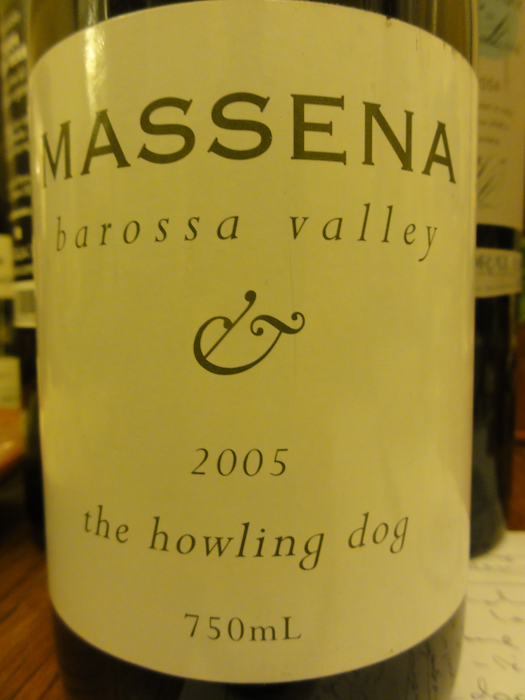 MASSENA
barossa valley
&
2005
the howling dog
750mL